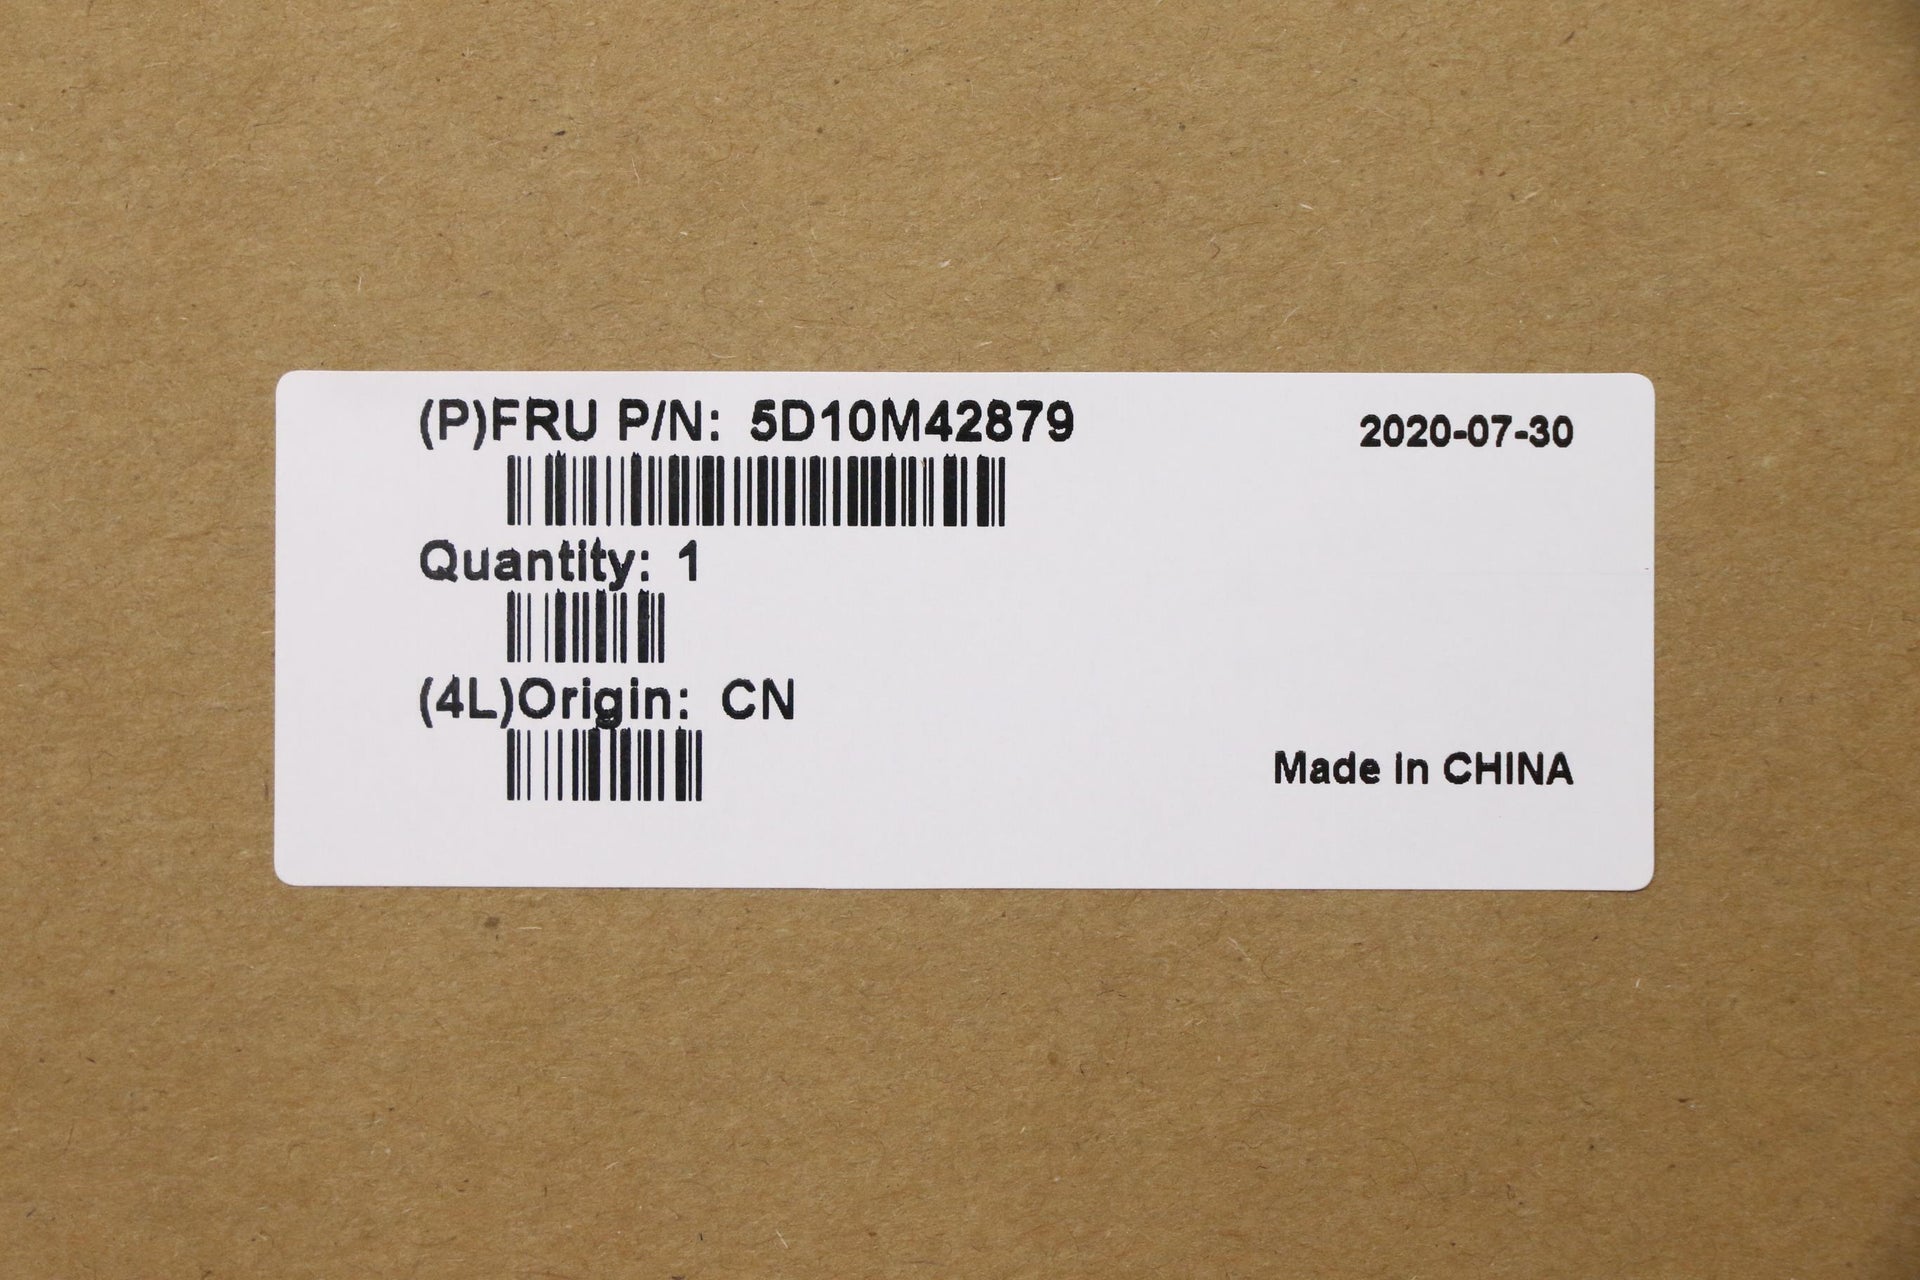 (P)FRU P/N: 5D10M42879
2020-07-30
Quantity: 1
(4L)Origin: CN
Made in CHINA